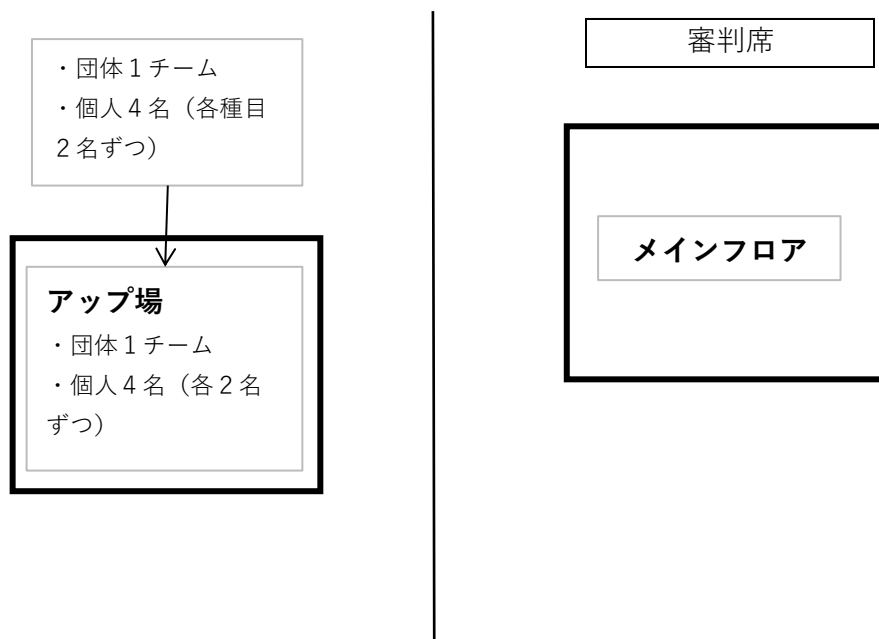 ・団体１チーム
・個人４名（各種目
２名ずつ）
アップ場
・団体１チーム
・個人４名（各２名
ずつ）
審判席
メインフロア